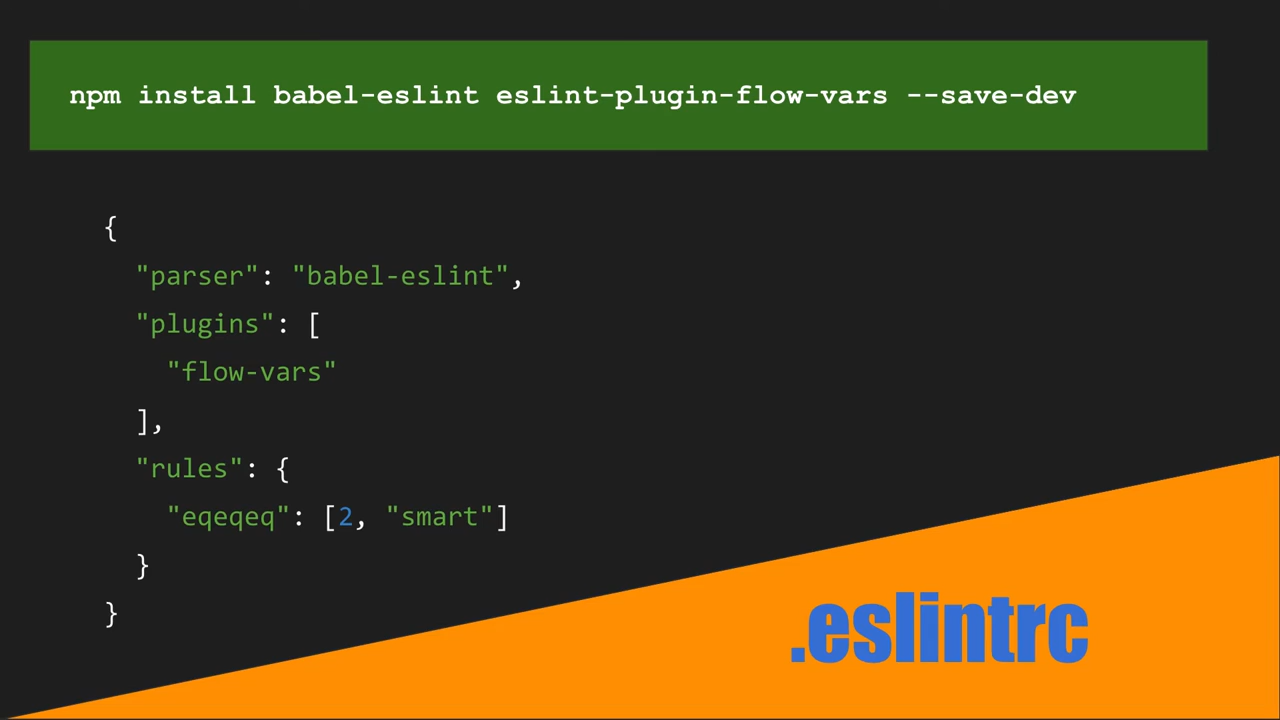 npm install babel-eslint eslint-plugin-flow-vars --save-dev
{
"parser": "babel-eslint",
"plugins": [
"flow-vars"
],
"rules": {
"eqeqeq": [2, "smart"]
}
}
.eslintrc